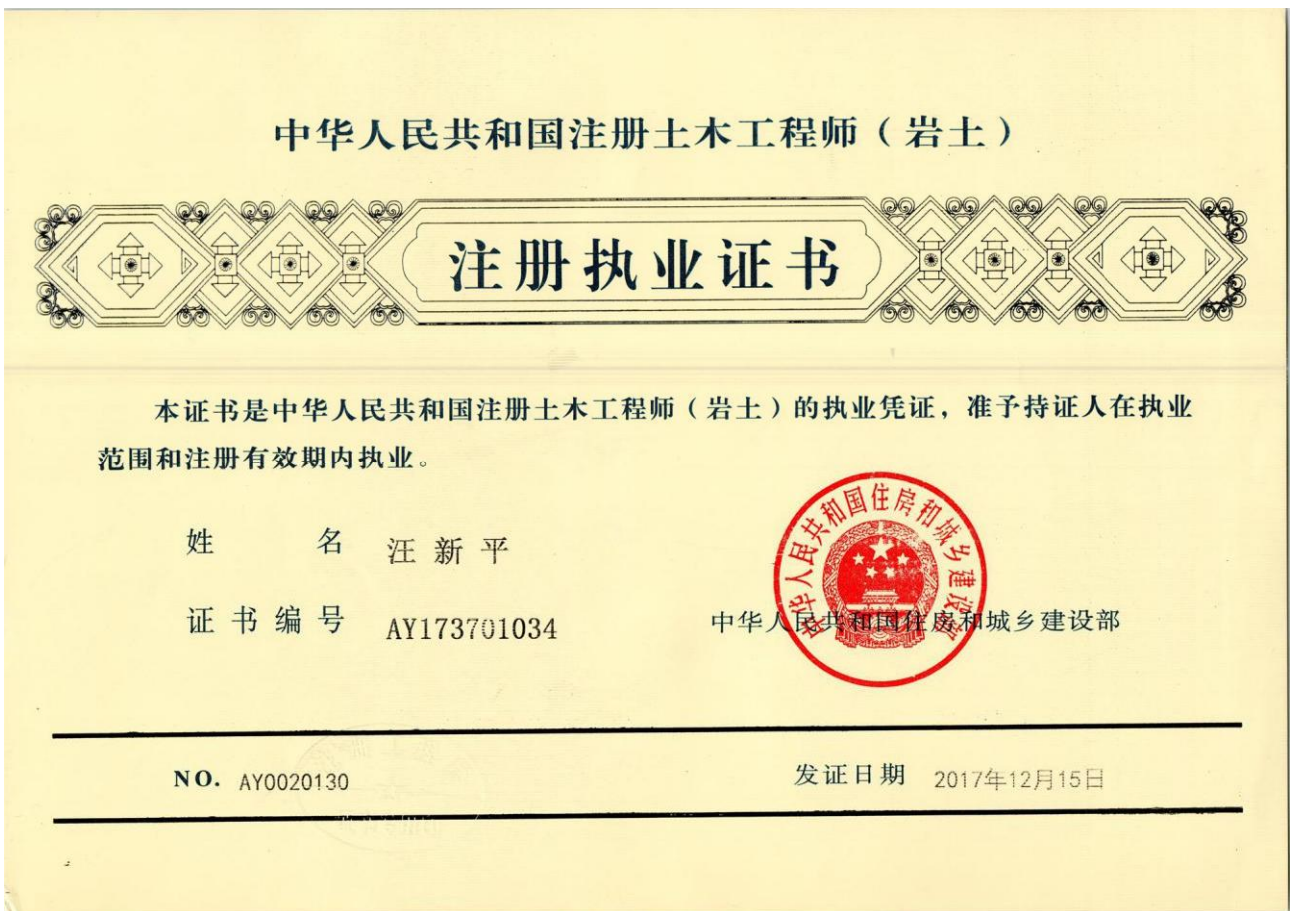 中华人民共和国注册土木工程师（岩土）
注册执业证书
本证书是中华人民共和国注册土木工程师（岩土）的执业凭证，准予持证人在执业
范围和注册有效期内执业。
中华人民共和国住房和城乡建设部
姓 名 汪新平
证书编号 AY173701034
中华人民共和国住房和城乡建设部
NO. AY0020130
发证日期 2017年12月15日